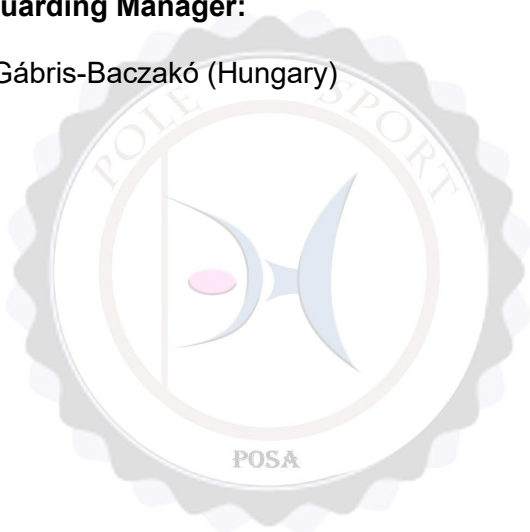 uarding Manager:
Gábris-Baczakó (Hungary)
POLE SPORT
POSA